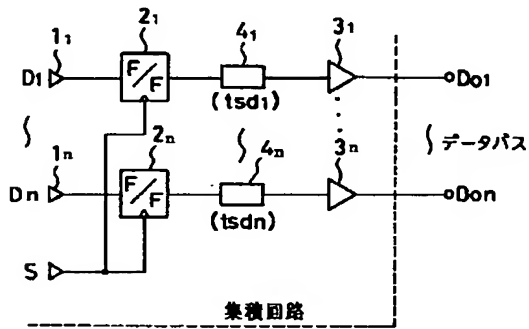 1₁ 2₁ 4₁ 3₁
D1 F/F (tsd₁) Do1
1n 2n 4n 3n データバス
Dn F/F (tsdn) Don
S
集積回路